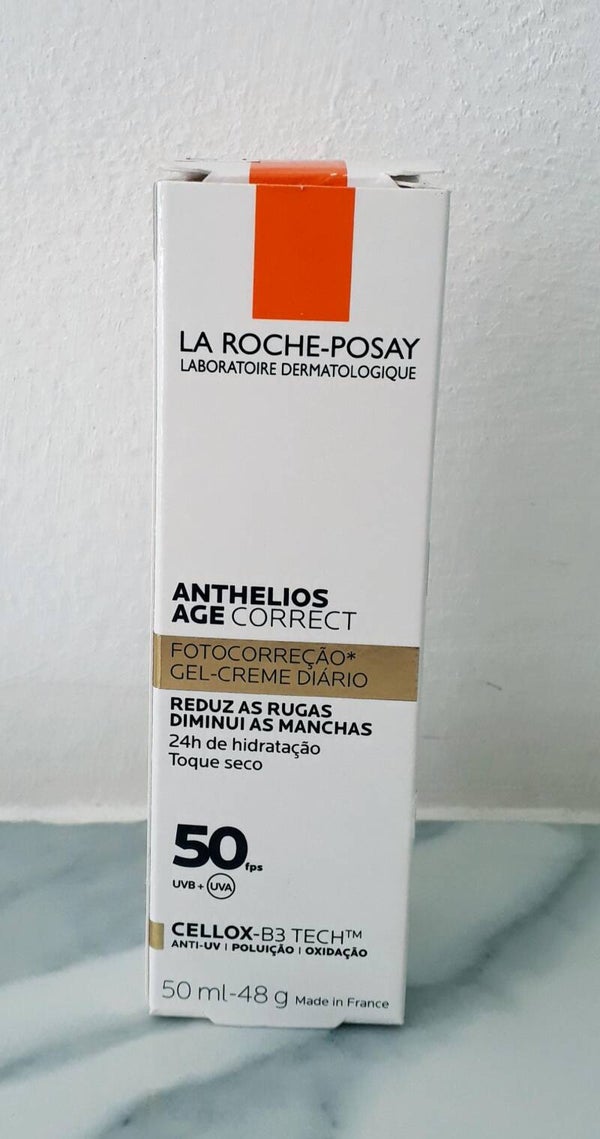 LA ROCHE-POSAY
LABORATOIRE DERMATOLOGIQUE
ANTHELIOS
AGE CORRECT
FOTOCORREÇÃO*
GEL-CREME DIÁRIO
REDUZ AS RUGAS
DIMINUI AS MANCHAS
24h de hidratação
Toque seco
50 fps
UVB + UVA
CELLOX-B3 TECH™
ANTI-UV | POLUIÇÃO | OXIDAÇÃO
50 ml-48 g Made in France